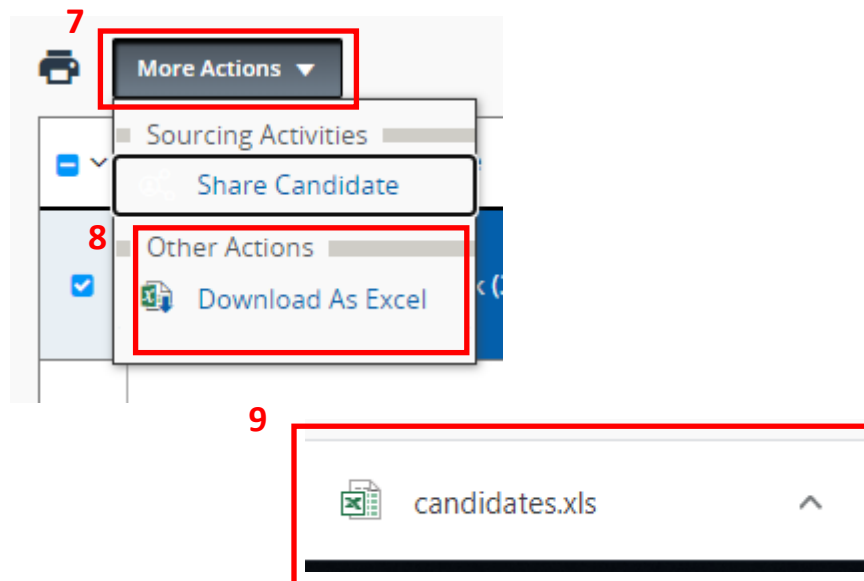 7
More Actions
Sourcing Activities
Share Candidate
8
Other Actions
Download As Excel
9
candidates.xls